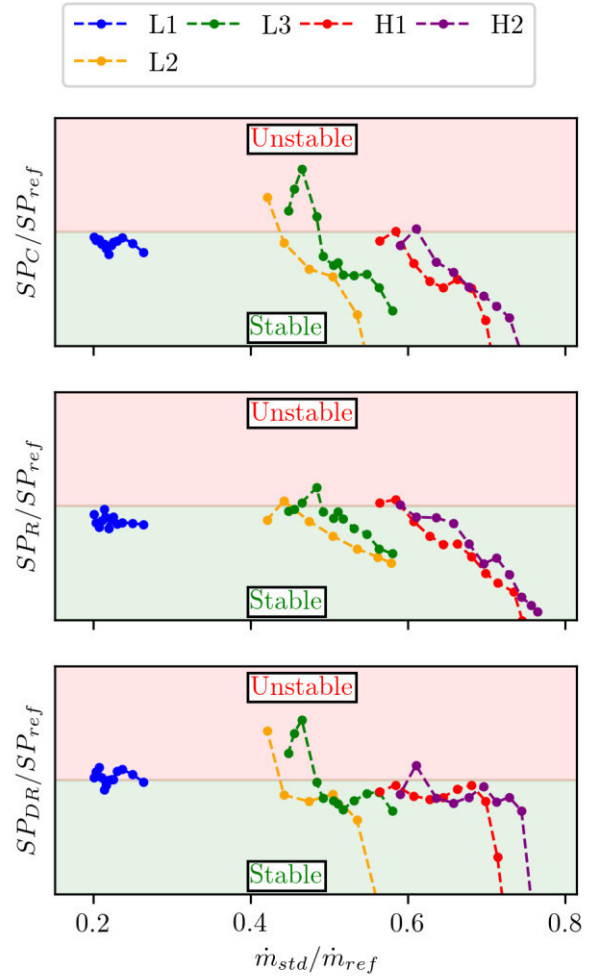 L1 L3 H1 H2
L2
Unstable
SP_C/SP_ref
Stable
Unstable
SP_R/SP_ref
Stable
Unstable
SP_DR/SP_ref
Stable
0.2 0.4 0.6 0.8
ṁ_std/ṁ_ref